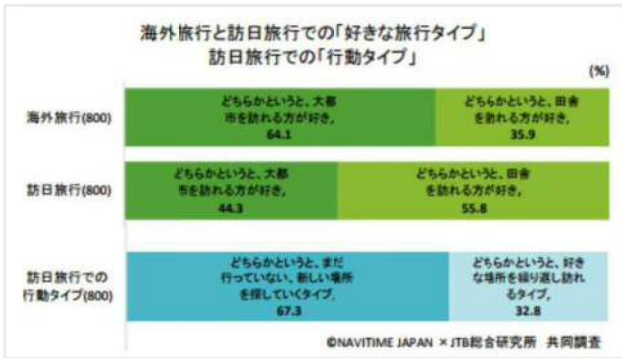 海外旅行と訪日旅行での「好きな旅行タイプ」
訪日旅行での「行動タイプ」
(%)
海外旅行(800)
どちらかというと、大都
市を訪れる方が好き,
64.1
どちらかというと、田舎
を訪れる方が好き,
35.9
訪日旅行(800)
どちらかというと、大都
市を訪れる方が好き,
44.3
どちらかというと、田舎
を訪れる方が好き,
55.8
訪日旅行での
行動タイプ(800)
どちらかというと、まだ
行っていない、新しい場所
を探していくタイプ,
67.3
どちらかというと、好き
な場所を繰り返し訪れ
るタイプ,
32.8
©NAVITIME JAPAN × JTB総合研究所 共同調査